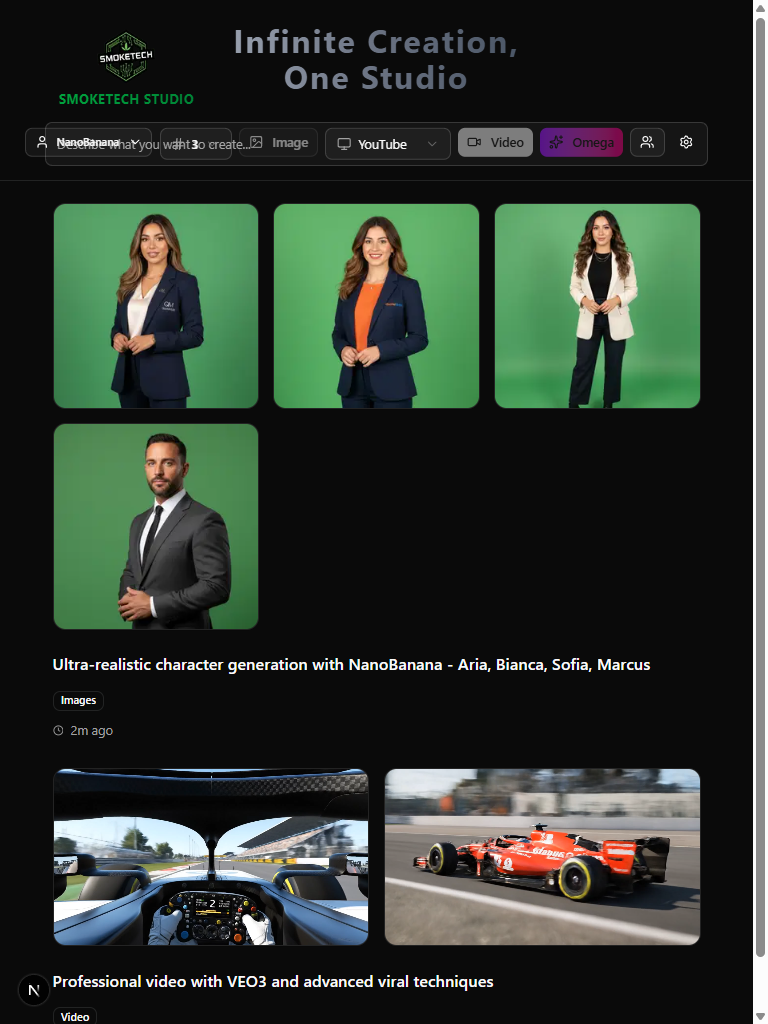 SMOKETECH
SMOKETECH STUDIO
Infinite Creation,
One Studio
NanoBanana
Describe what you want to create...
3
Image
YouTube
Video
Omega
Ultra-realistic character generation with NanoBanana - Aria, Bianca, Sofia, Marcus
Images
2m ago
2
Professional video with VEO3 and advanced viral techniques
Video
N